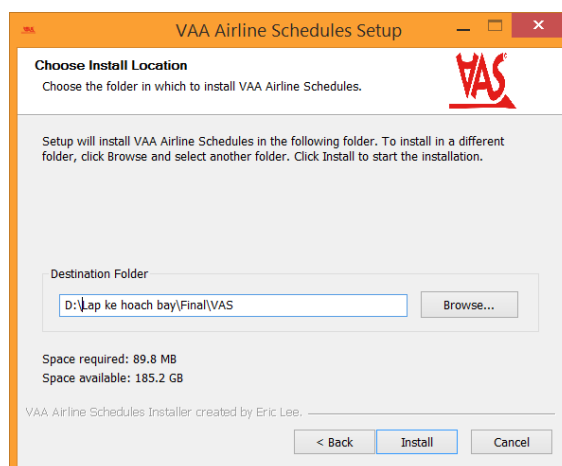 VAA Airline Schedules Setup
Choose Install Location
Choose the folder in which to install VAA Airline Schedules.
VAS
Setup will install VAA Airline Schedules in the following folder. To install in a different
folder, click Browse and select another folder. Click Install to start the installation.
Destination Folder
D:\Lap ke hoach bay\Final\VAS
Browse...
Space required: 89.8 MB
Space available: 185.2 GB
VAA Airline Schedules Installer created by Eric Lee.
< Back
Install
Cancel